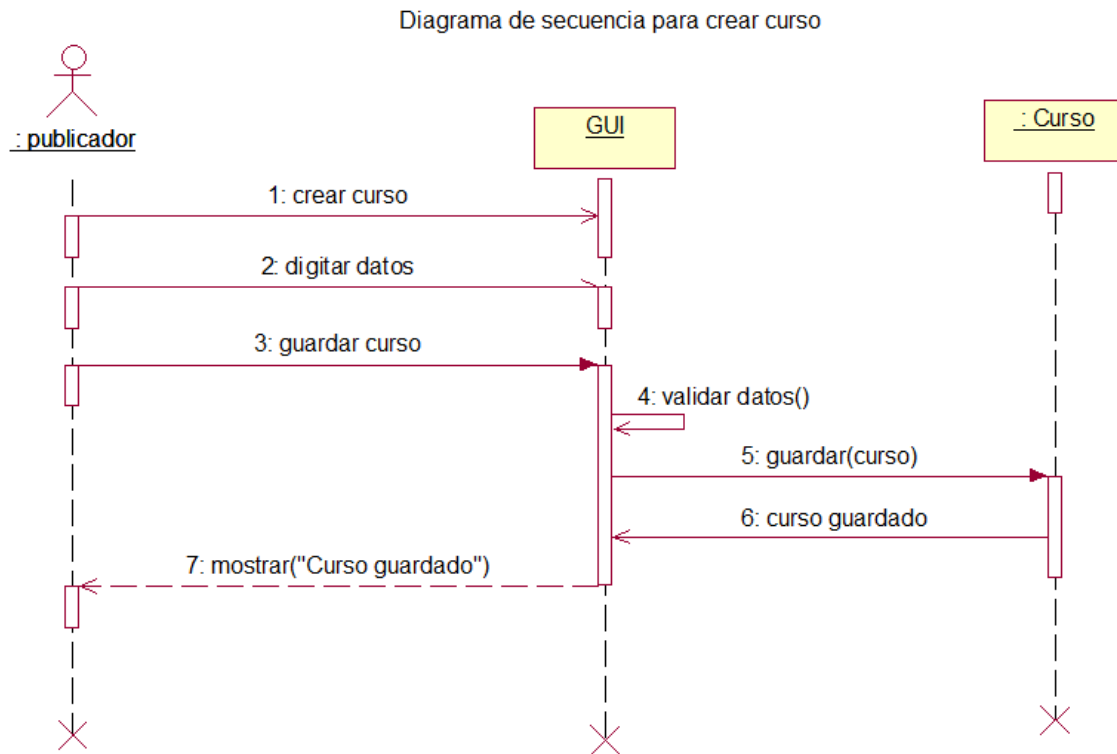 Diagrama de secuencia para crear curso
: publicador
GUI
: Curso
1: crear curso
2: digitar datos
3: guardar curso
4: validar datos()
5: guardar(curso)
6: curso guardado
7: mostrar("Curso guardado")